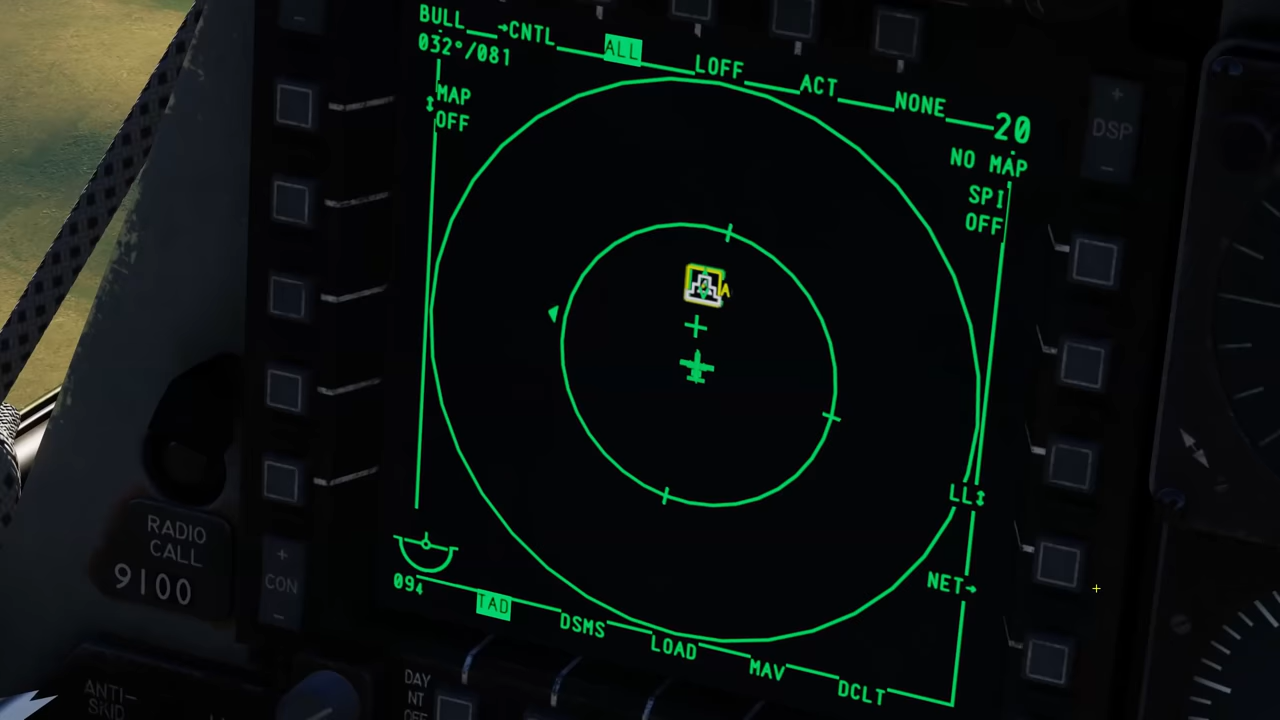 BULL
→CNTL
ALL
LOFF
ACT
NONE
20
032°/081
MAP
OFF
NO MAP
SPI
OFF
+
DSP
-
A
LL↕
NET→
RADIO
CALL
9100
+
CON
-
094
TAD
DSMS
LOAD
MAV
DCLT
ANTI-
SKID
DAY
NT
OFF